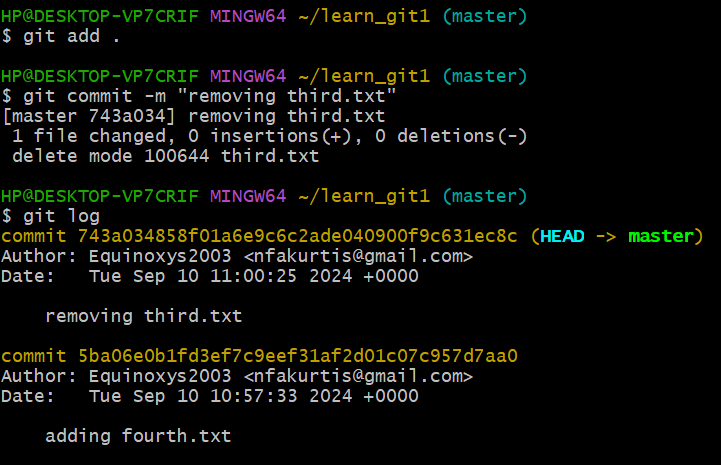 HP@DESKTOP-VP7CRIF MINGW64 ~/learn_git1 (master)
$ git add .
HP@DESKTOP-VP7CRIF MINGW64 ~/learn_git1 (master)
$ git commit -m "removing third.txt"
[master 743a034] removing third.txt
 1 file changed, 0 insertions(+), 0 deletions(-)
 delete mode 100644 third.txt
HP@DESKTOP-VP7CRIF MINGW64 ~/learn_git1 (master)
$ git log
commit 743a034858f01a6e9c6c2ade040900f9c631ec8c (HEAD -> master)
Author: Equinoxys2003 <nfakurtis@gmail.com>
Date:   Tue Sep 10 11:00:25 2024 +0000
    removing third.txt
commit 5ba06e0b1fd3ef7c9eef31af2d01c07c957d7aa0
Author: Equinoxys2003 <nfakurtis@gmail.com>
Date:   Tue Sep 10 10:57:33 2024 +0000
    adding fourth.txt